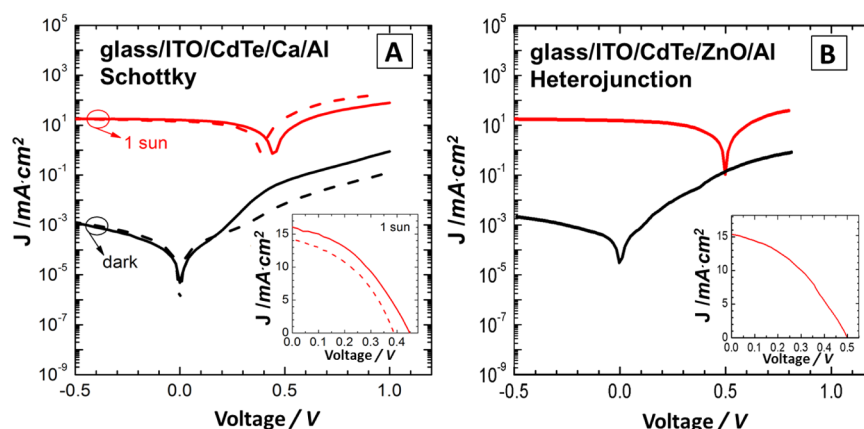 glass/ITO/CdTe/Ca/Al
Schottky
A
J /mA·cm²
10⁵
10³
10¹
10⁻¹
10⁻³
10⁻⁵
10⁻⁷
10⁻⁹
1 sun
dark
-0.5
0.0
0.5
1.0
Voltage / V
1 sun
J /mA·cm²
15
10
5
0
0.0
0.1
0.2
0.3
0.4
Voltage / V
glass/ITO/CdTe/ZnO/Al
Heterojunction
B
J /mA·cm²
10⁵
10³
10¹
10⁻¹
10⁻³
10⁻⁵
10⁻⁷
10⁻⁹
-0.5
0.0
0.5
1.0
Voltage / V
J /mA·cm²
15
10
5
0
0.0
0.1
0.2
0.3
0.4
0.5
Voltage / V